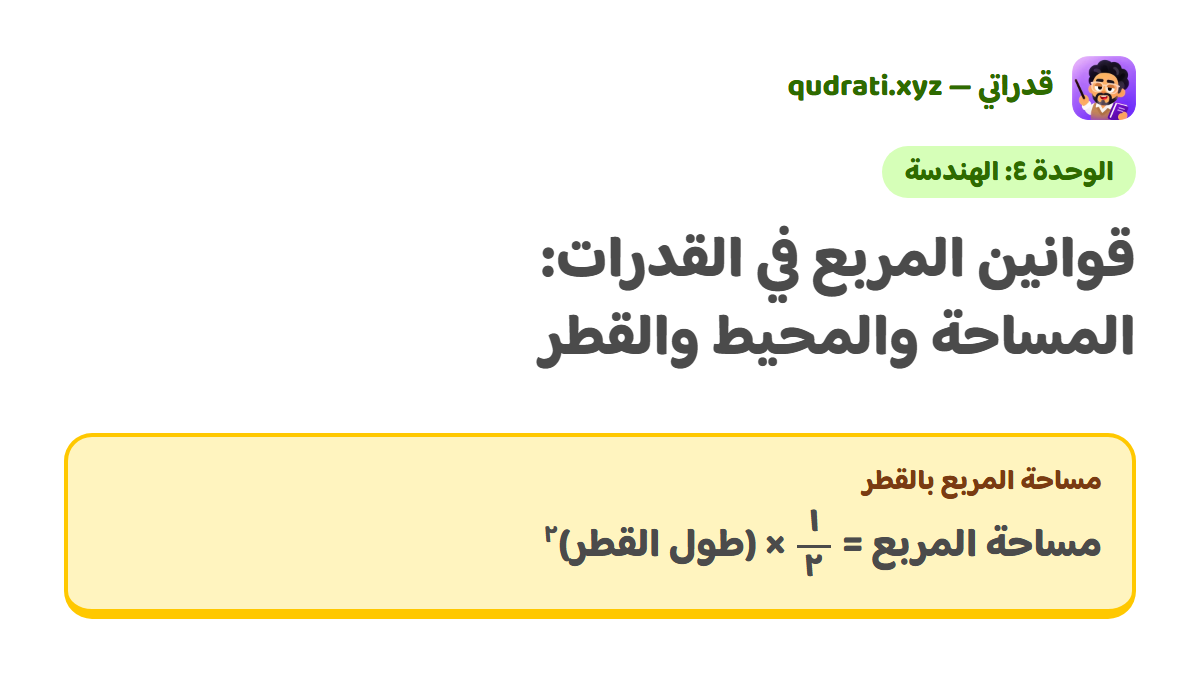 قدراتي — qudrati.xyz
الوحدة ٤: الهندسة
قوانين المربع في القدرات:
المساحة والمحيط والقطر
مساحة المربع بالقطر
مساحة المربع = ١/٢ × (طول القطر)٢